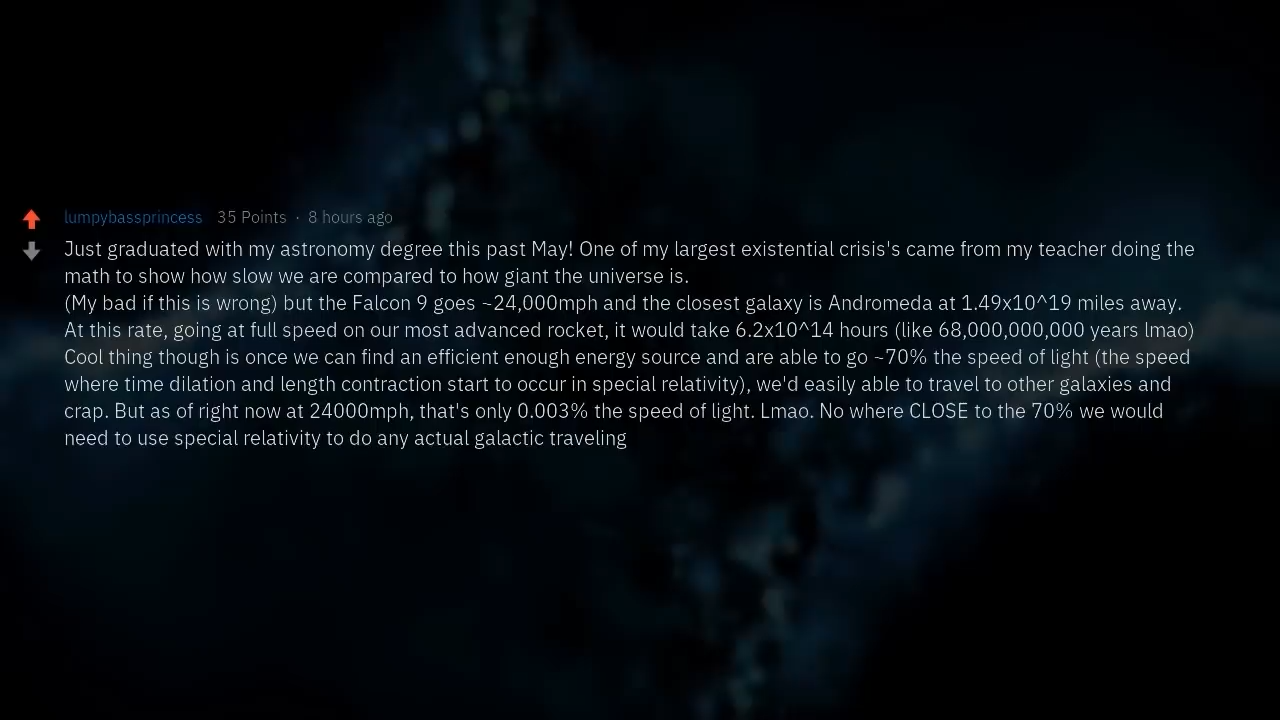 lumpybassprincess 35 Points · 8 hours ago
Just graduated with my astronomy degree this past May! One of my largest existential crisis's came from my teacher doing the
math to show how slow we are compared to how giant the universe is.
(My bad if this is wrong) but the Falcon 9 goes ~24,000mph and the closest galaxy is Andromeda at 1.49x10^19 miles away.
At this rate, going at full speed on our most advanced rocket, it would take 6.2x10^14 hours (like 68,000,000,000 years lmao)
Cool thing though is once we can find an efficient enough energy source and are able to go ~70% the speed of light (the speed
where time dilation and length contraction start to occur in special relativity), we'd easily able to travel to other galaxies and
crap. But as of right now at 24000mph, that's only 0.003% the speed of light. Lmao. No where CLOSE to the 70% we would
need to use special relativity to do any actual galactic traveling